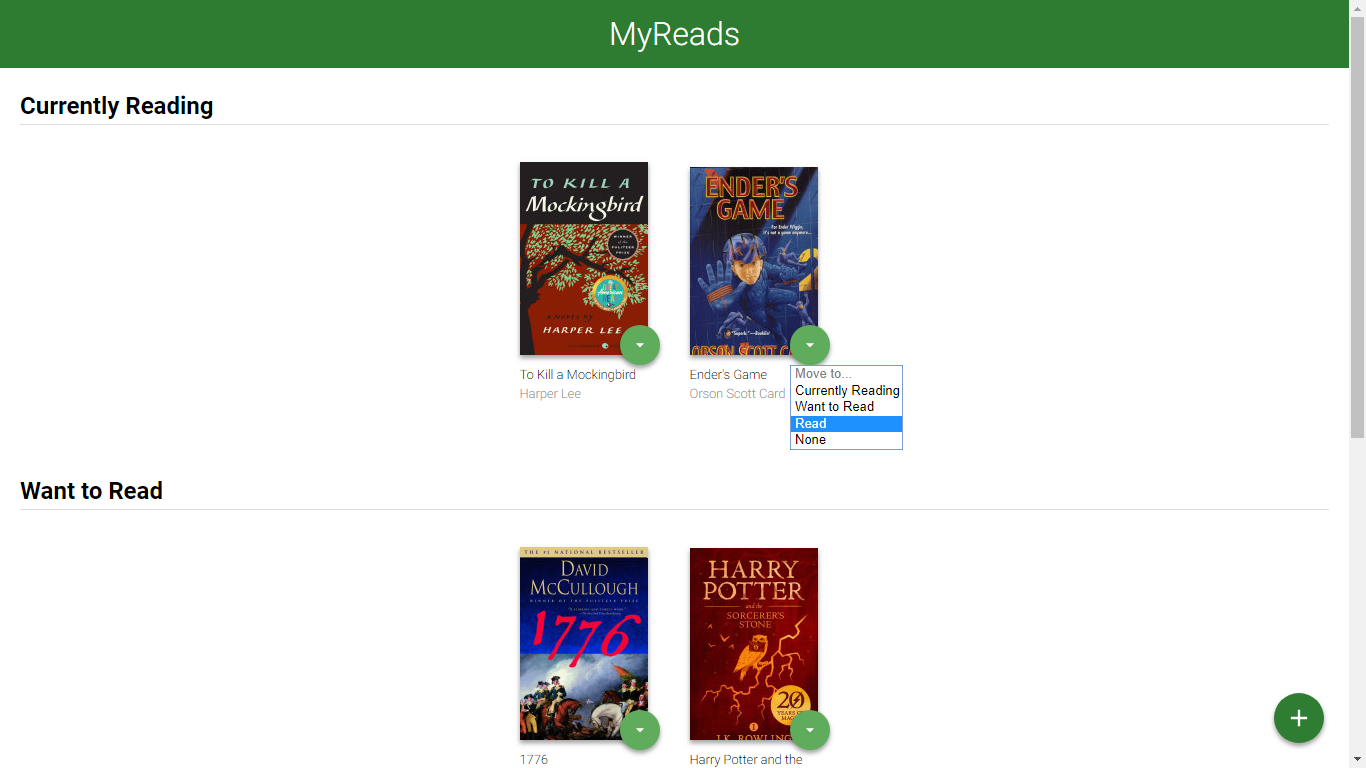 MyReads
Currently Reading
TO KILL A
Mockingbird
WINNER
of the
PULITZER
PRIZE
A NOVEL BY
HARPER LEE
To Kill a Mockingbird
Harper Lee
ENDER'S
GAME
For Ender Wiggin,
it's not a game anymore...
"Superb." —Booklist
ORSON SCOTT C
Ender's Game
Orson Scott Card
Move to...
Currently Reading
Want to Read
Read
None
Want to Read
THE #1 NATIONAL BESTSELLER
DAVID
MCCULLOUGH
WINNER OF THE PULITZER PRIZE
1776
1776
HARRY
POTTER
and the
SORCERER'S
STONE
20
YEARS OF
MAGIC
1
J.K. ROWLING
Harry Potter and the
+